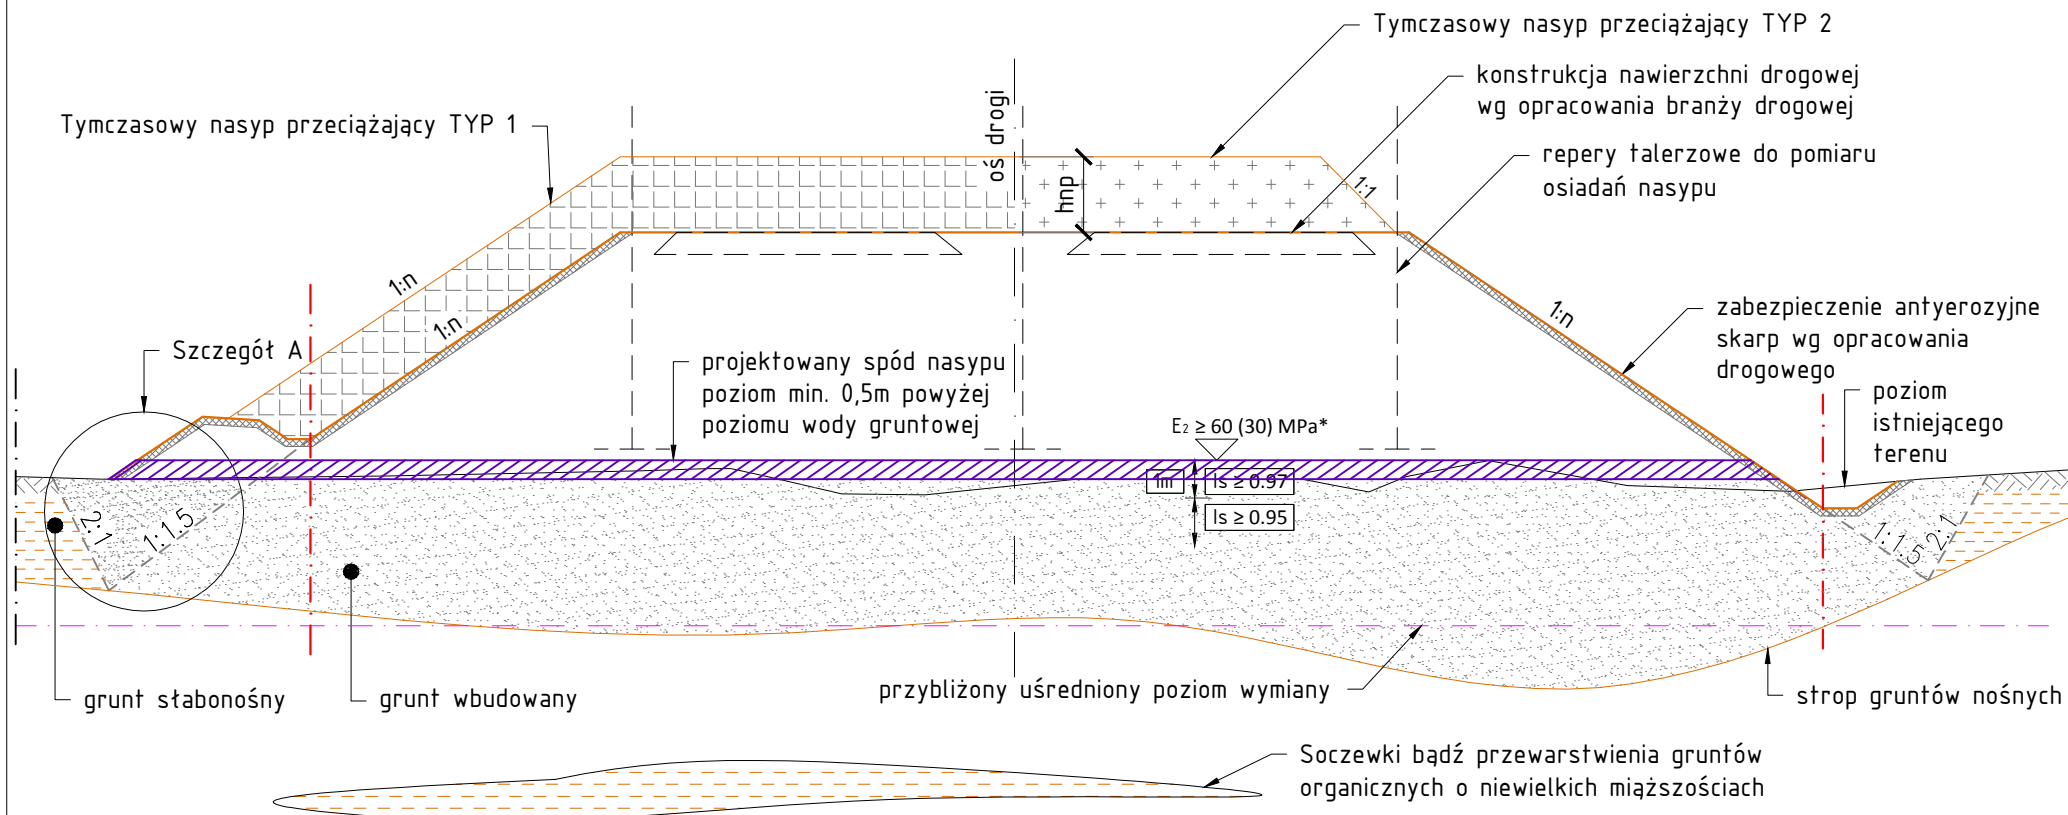 Tymczasowy nasyp przeciążający TYP 2
konstrukcja nawierzchni drogowej
wg opracowania branży drogowej
Tymczasowy nasyp przeciążający TYP 1
oś drogi
repery talerzowe do pomiaru
osiadań nasypu
hnp
1:1
1:n
1:n
1:n
zabezpieczenie antyerozyjne
skarp wg opracowania
drogowego
Szczegół A
projektowany spód nasypu
poziom min. 0,5m powyżej
poziomu wody gruntowej
poziom
istniejącego
terenu
E₂ ≥ 60 (30) MPa*
1m
Is ≥ 0.97
Is ≥ 0.95
2:1
1:1.5
1:1.5
2:1
grunt słabonośny
grunt wbudowany
przybliżony uśredniony poziom wymiany
strop gruntów nośnych
Soczewki bądź przewarstwienia gruntów
organicznych o niewielkich miąższościach